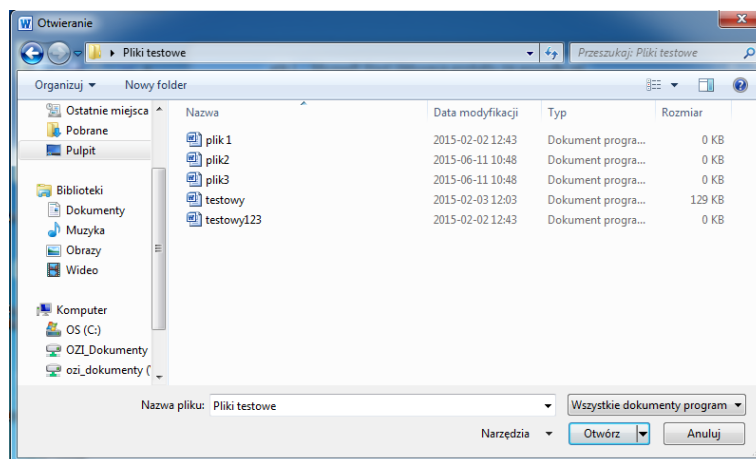 Otwieranie
Pliki testowe
Przeszukaj: Pliki testowe
Organizuj
Nowy folder
Ostatnie miejsca
Pobrane
Pulpit
Biblioteki
Dokumenty
Muzyka
Obrazy
Wideo
Komputer
OS (C:)
OZI_Dokumenty
ozi_dokumenty (
Nazwa Data modyfikacji Typ Rozmiar
plik 1 2015-02-02 12:43 Dokument progra... 0 KB
plik2 2015-06-11 10:48 Dokument progra... 0 KB
plik3 2015-06-11 10:48 Dokument progra... 0 KB
testowy 2015-02-03 12:03 Dokument progra... 129 KB
testowy123 2015-02-02 12:43 Dokument progra... 0 KB
Nazwa pliku: Pliki testowe
Wszystkie dokumenty program
Narzędzia Otwórz Anuluj